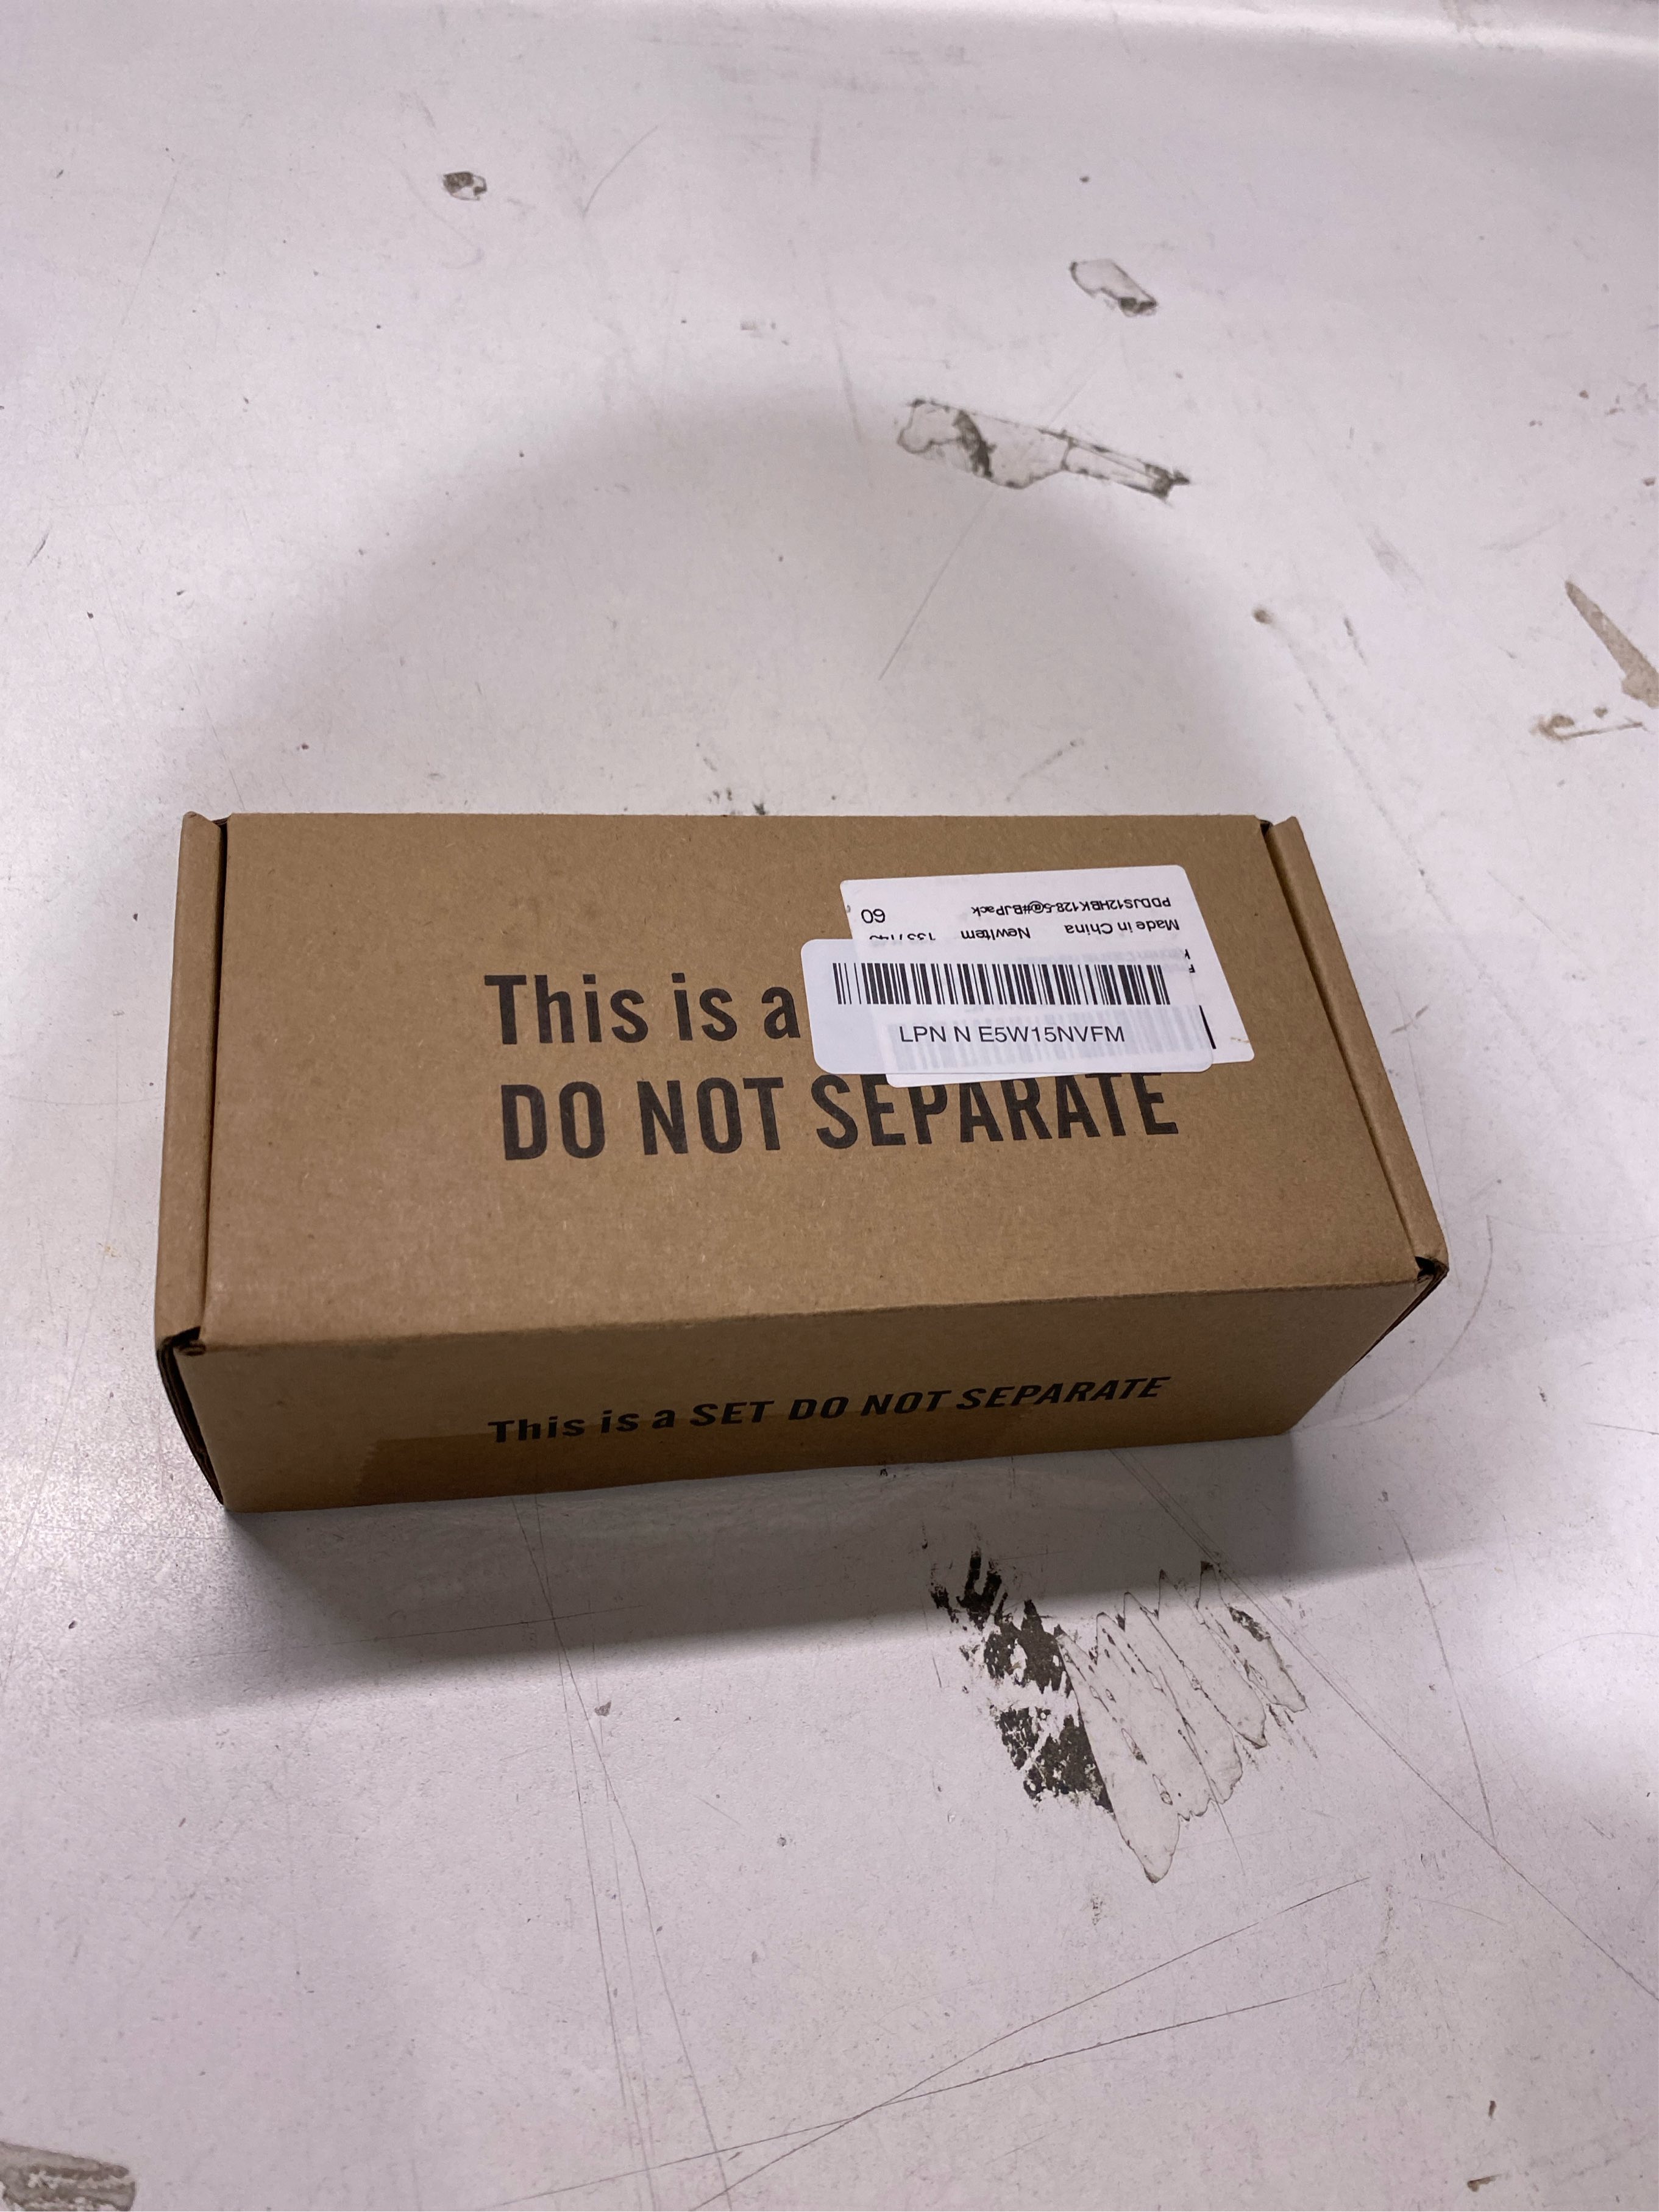 This is a
DO NOT SEPARATE
LPN N E5W15NVFM
PDDJS12HBK128-5@#BJPack
Made in China NewItem
60
This is a SET DO NOT SEPARATE